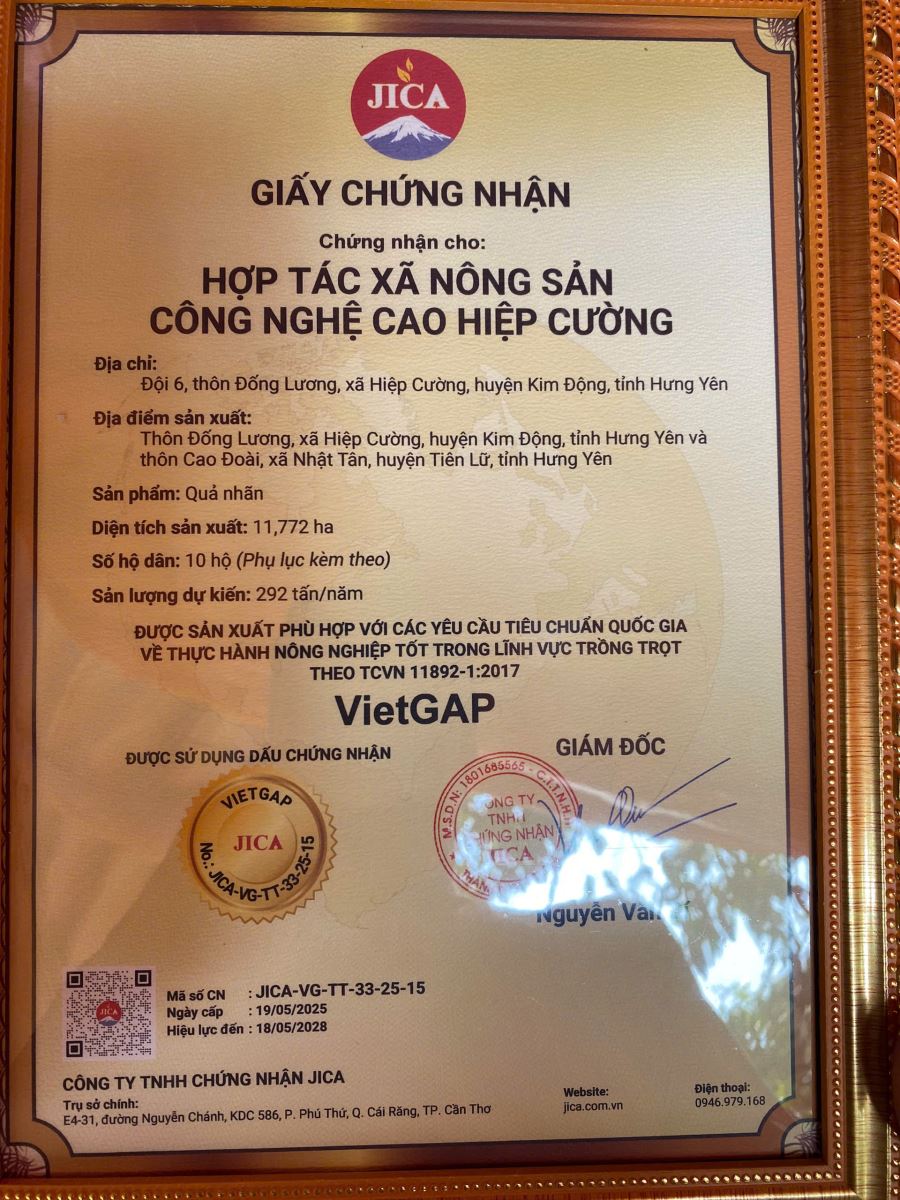 JICA
GIẤY CHỨNG NHẬN
Chứng nhận cho:
HỢP TÁC XÃ NÔNG SẢN
CÔNG NGHỆ CAO HIỆP CƯỜNG
Địa chỉ:
Đội 6, thôn Đống Lương, xã Hiệp Cường, huyện Kim Động, tỉnh Hưng Yên
Địa điểm sản xuất:
Thôn Đống Lương, xã Hiệp Cường, huyện Kim Động, tỉnh Hưng Yên và
thôn Cao Đoài, xã Nhật Tân, huyện Tiên Lữ, tỉnh Hưng Yên
Sản phẩm: Quả nhãn
Diện tích sản xuất: 11,772 ha
Số hộ dân: 10 hộ (Phụ lục kèm theo)
Sản lượng dự kiến: 292 tấn/năm
ĐƯỢC SẢN XUẤT PHÙ HỢP VỚI CÁC YÊU CẦU TIÊU CHUẨN QUỐC GIA
VỀ THỰC HÀNH NÔNG NGHIỆP TỐT TRONG LĨNH VỰC TRỒNG TRỌT
THEO TCVN 11892-1:2017
VietGAP
ĐƯỢC SỬ DỤNG DẤU CHỨNG NHẬN
GIÁM ĐỐC
VIETGAP
JICA
No.: JICA-VG-TT-33-25-15
M.S.D.N: 1801685565 - C.T.T.N.H.H
CÔNG TY
TNHH
CHỨNG NHẬN
JICA
Nguyễn Văn
JICA
Mã số CN : JICA-VG-TT-33-25-15
Ngày cấp : 19/05/2025
Hiệu lực đến : 18/05/2028
CÔNG TY TNHH CHỨNG NHẬN JICA
Trụ sở chính:
E4-31, đường Nguyễn Chánh, KDC 586, P. Phú Thứ, Q. Cái Răng, TP. Cần Thơ
Website:
jica.com.vn
Điện thoại:
0946.979.168